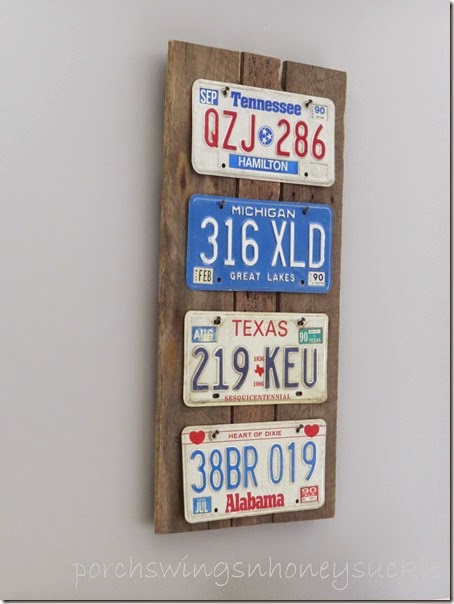 SEP Tennessee 90
QZJ 286
HAMILTON
MICHIGAN
316 XLD
FEB GREAT LAKES 90
AUG TEXAS 90
1836
219 KEU
1986
SESQUICENTENNIAL
HEART OF DIXIE
38BR 019
JUL Alabama 90
porchswingsnhoneysuckle